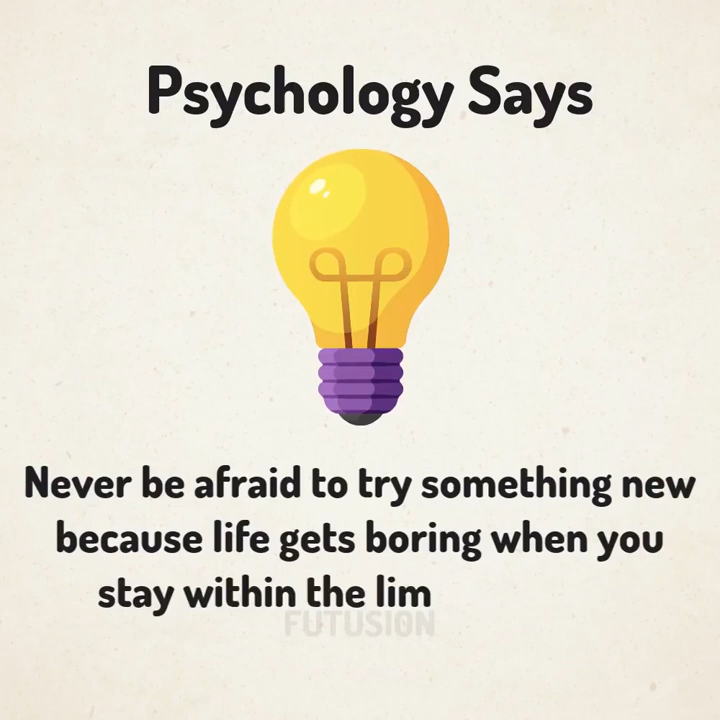 Psychology Says
Never be afraid to try something new
because life gets boring when you
stay within the lim
FUTUSION